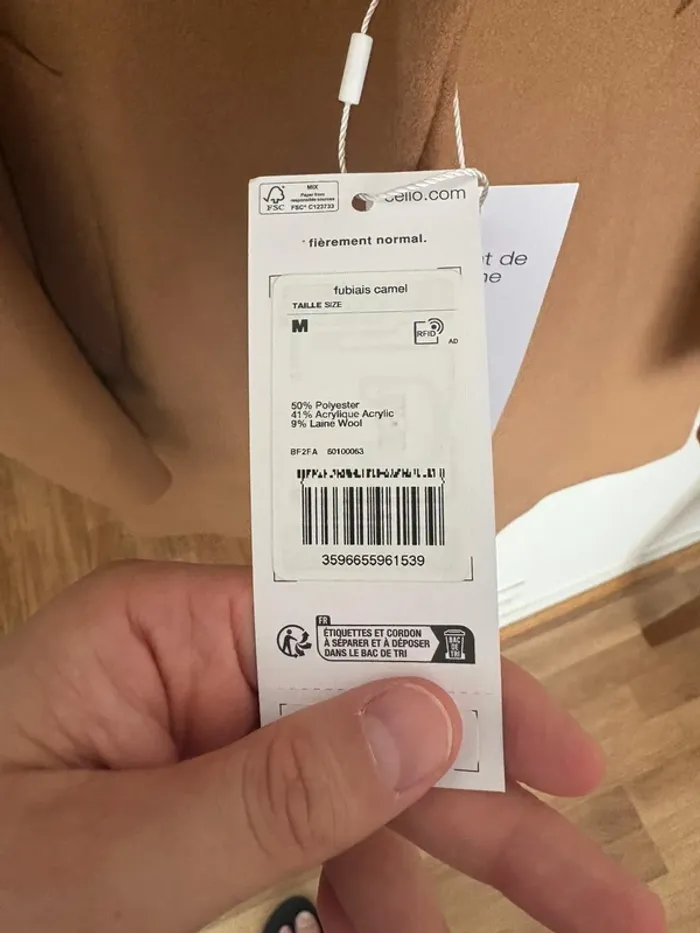 FSC
MIX
Paper from
responsible sources
FSC® C123733
celio.com
fièrement normal.
fubiais camel
TAILLE SIZE
M
RFID
AD
50% Polyester
41% Acrylique Acrylic
9% Laine Wool
BF2FA 50100063
3596655961539
FR
ÉTIQUETTES ET CORDON
À SÉPARER ET À DÉPOSER
DANS LE BAC DE TRI
BAC
DE
TRI
de